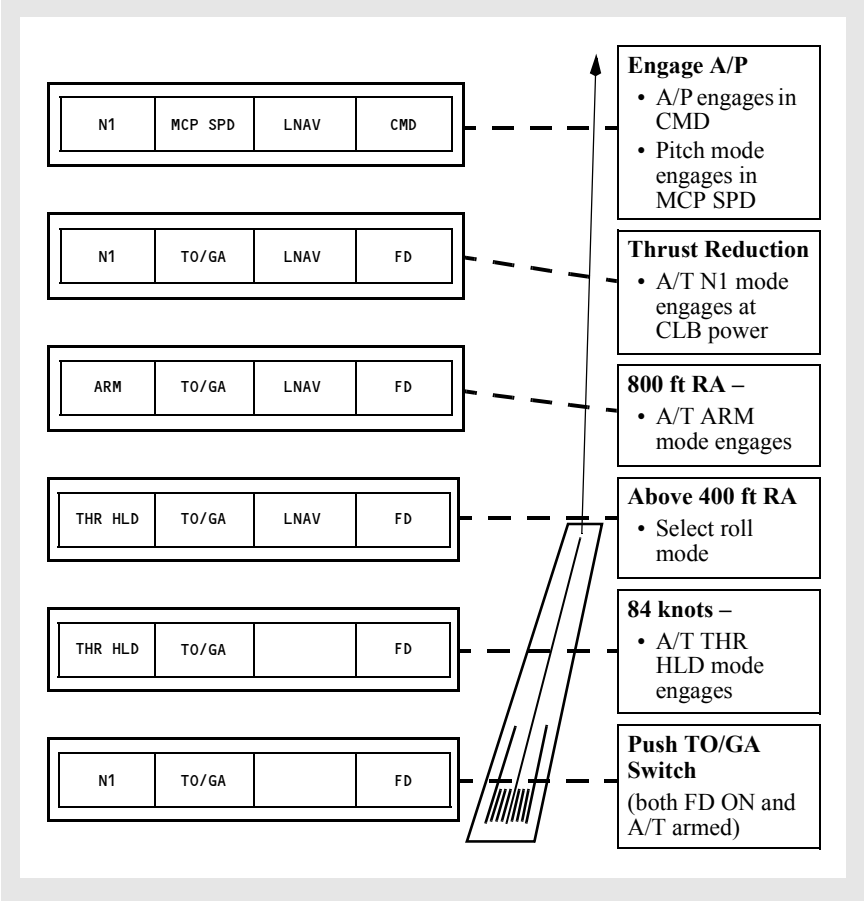 N1 MCP SPD LNAV CMD
Engage A/P
• A/P engages in
CMD
• Pitch mode
engages in
MCP SPD
N1 TO/GA LNAV FD
Thrust Reduction
• A/T N1 mode
engages at
CLB power
ARM TO/GA LNAV FD
800 ft RA –
• A/T ARM
mode engages
THR HLD TO/GA LNAV FD
Above 400 ft RA
• Select roll
mode
THR HLD TO/GA FD
84 knots –
• A/T THR
HLD mode
engages
N1 TO/GA FD
Push TO/GA
Switch
(both FD ON and
A/T armed)